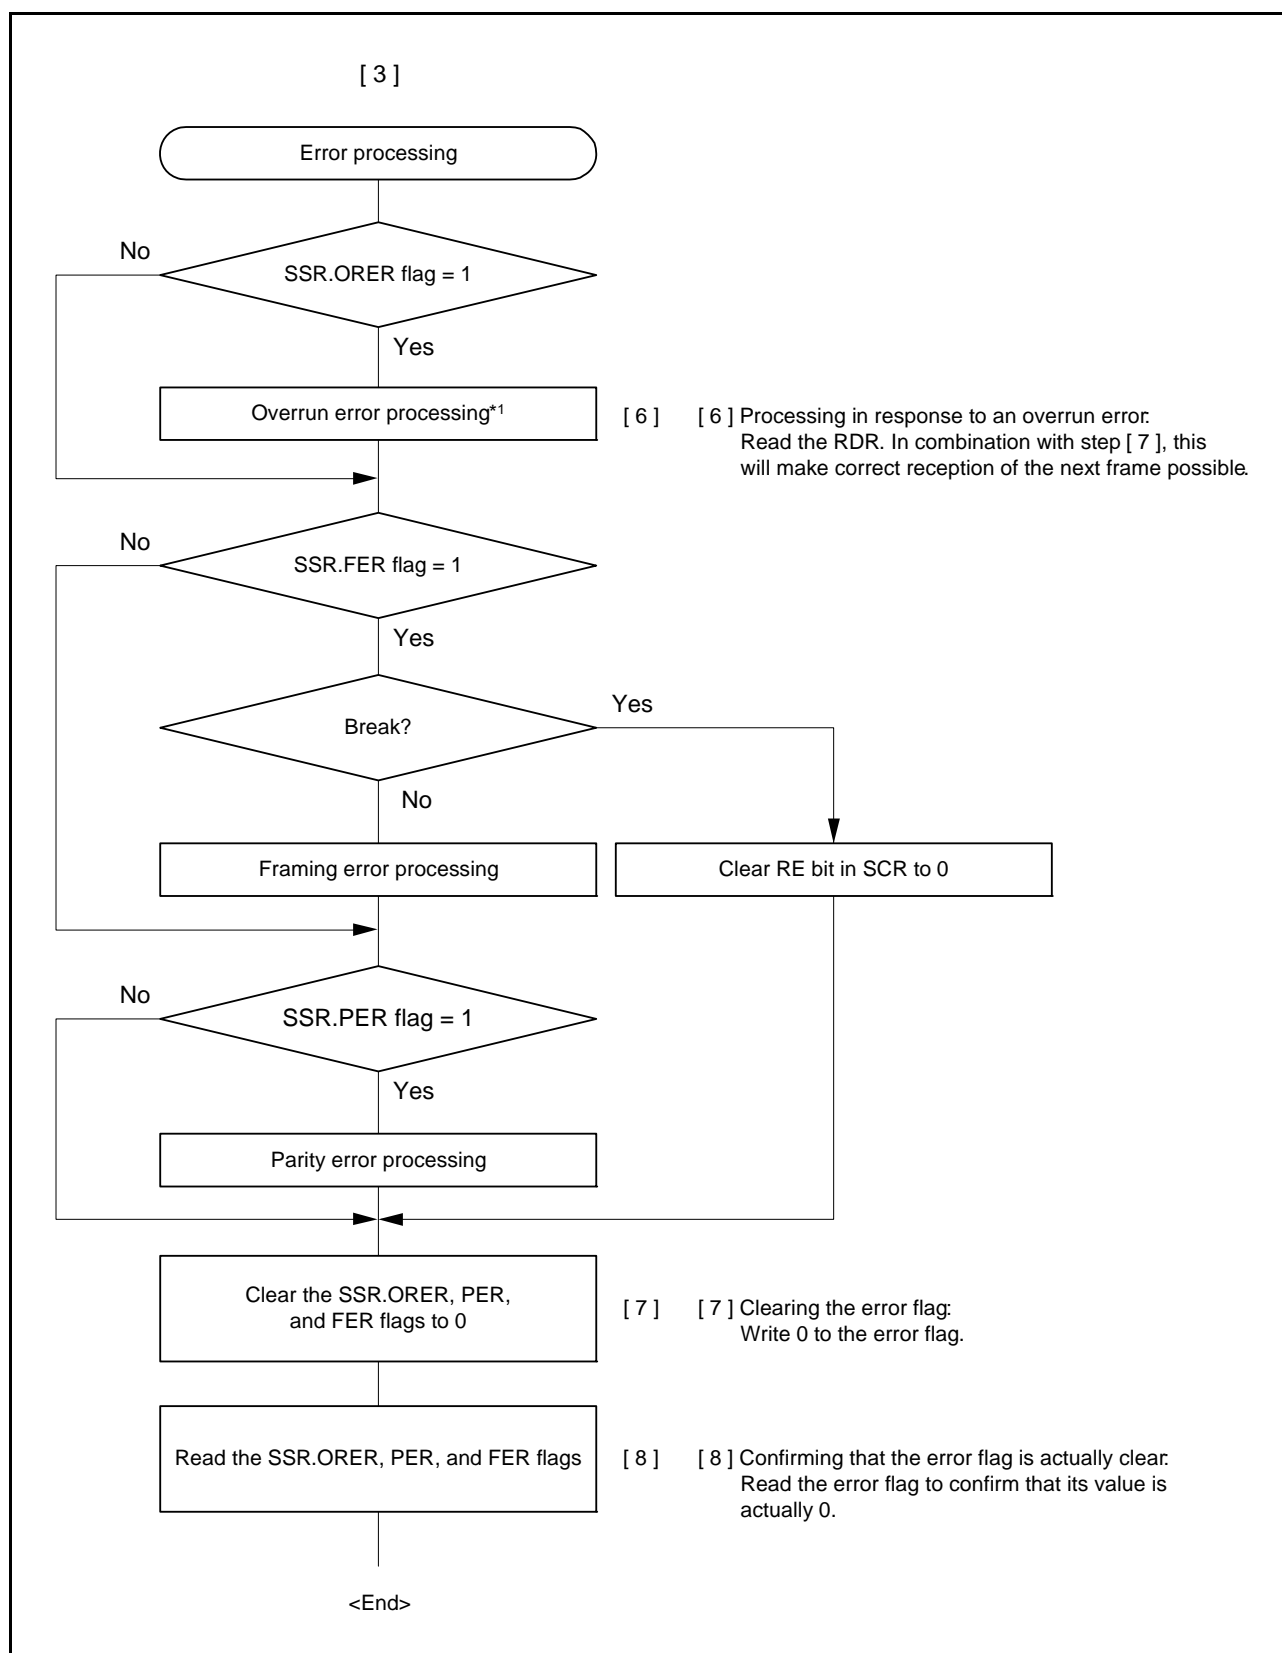 [ 3 ]
Error processing
No
SSR.ORER flag = 1
Yes
Overrun error processing*1
[ 6 ]
[ 6 ] Processing in response to an overrun error:
Read the RDR. In combination with step [ 7 ], this
will make correct reception of the next frame possible.
No
SSR.FER flag = 1
Yes
Break?
Yes
No
Framing error processing
Clear RE bit in SCR to 0
No
SSR.PER flag = 1
Yes
Parity error processing
Clear the SSR.ORER, PER,
and FER flags to 0
[ 7 ]
[ 7 ] Clearing the error flag:
Write 0 to the error flag.
Read the SSR.ORER, PER, and FER flags
[ 8 ]
[ 8 ] Confirming that the error flag is actually clear:
Read the error flag to confirm that its value is
actually 0.
<End>